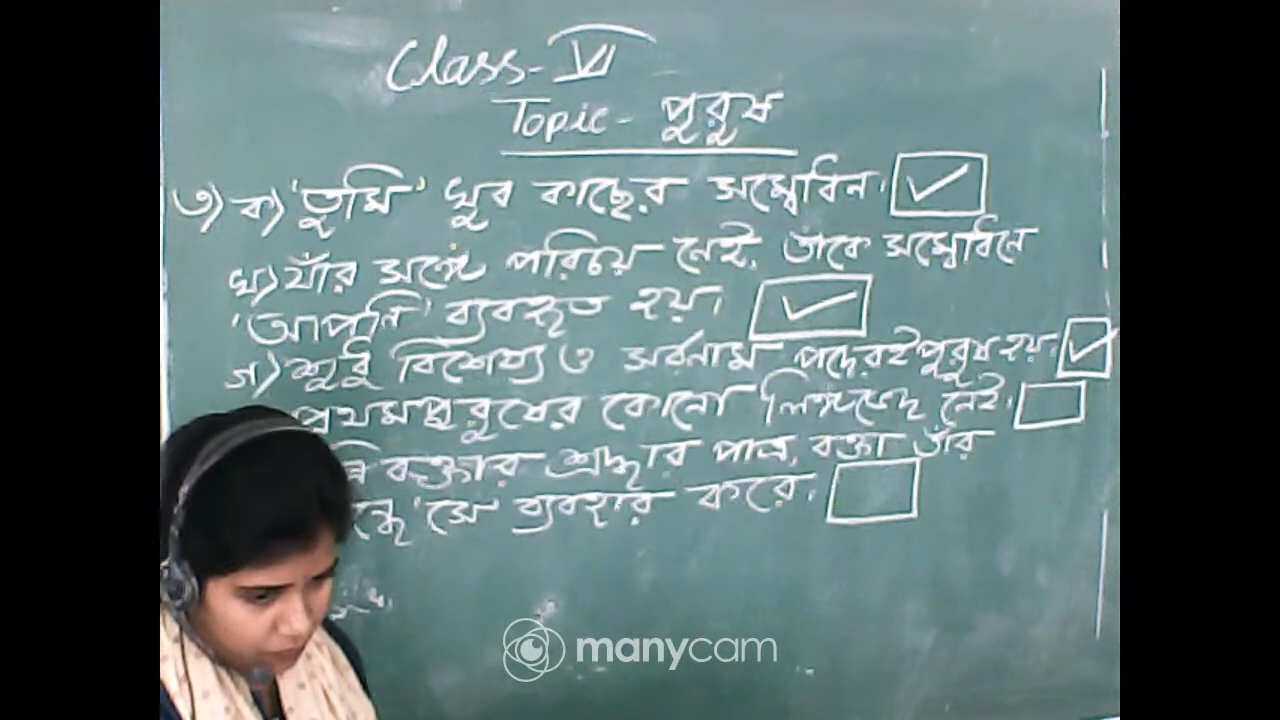 Class- VI
Topic- পুরুষ
৩) ক) 'তুমি' খুব কাছের সম্বোধন। ✓
খ) যাঁর সঙ্গে পরিচয় নেই, তাঁকে সম্বোধনে
'আপনি' ব্যবহৃত হয়। ✓
গ) শুধু বিশেষ্য ও সর্বনাম পদেরই পুরুষ হয়। ✓
প্রথমপুরুষের কোনো লিঙ্গভেদ নেই।
বক্তার শ্রদ্ধার পাত্র, বক্তা তাঁর
'সে' ব্যবহার করে।
manycam